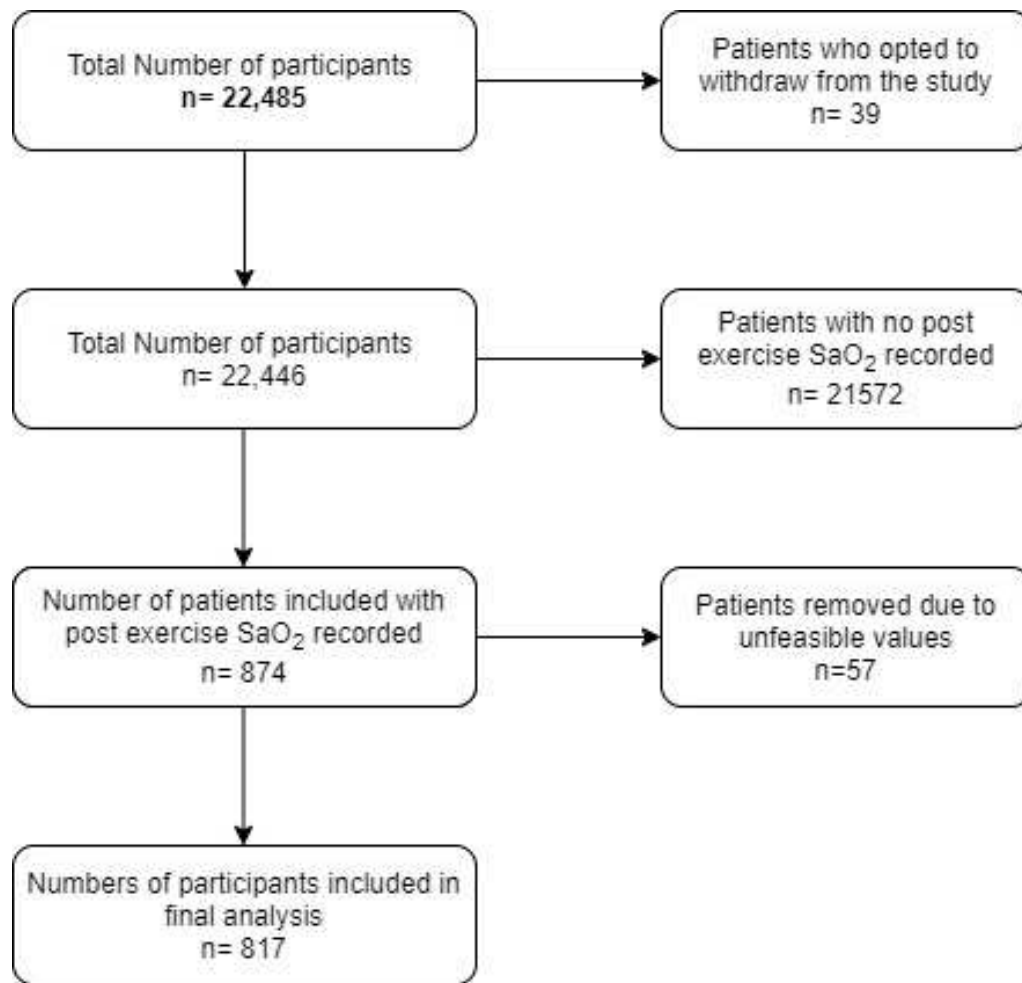 Total Number of participants
n= 22,485
Patients who opted to
withdraw from the study
n= 39
Total Number of participants
n= 22,446
Patients with no post
exercise SaO₂ recorded
n= 21572
Number of patients included with
post exercise SaO₂ recorded
n= 874
Patients removed due to
unfeasible values
n=57
Numbers of participants included in
final analysis
n= 817